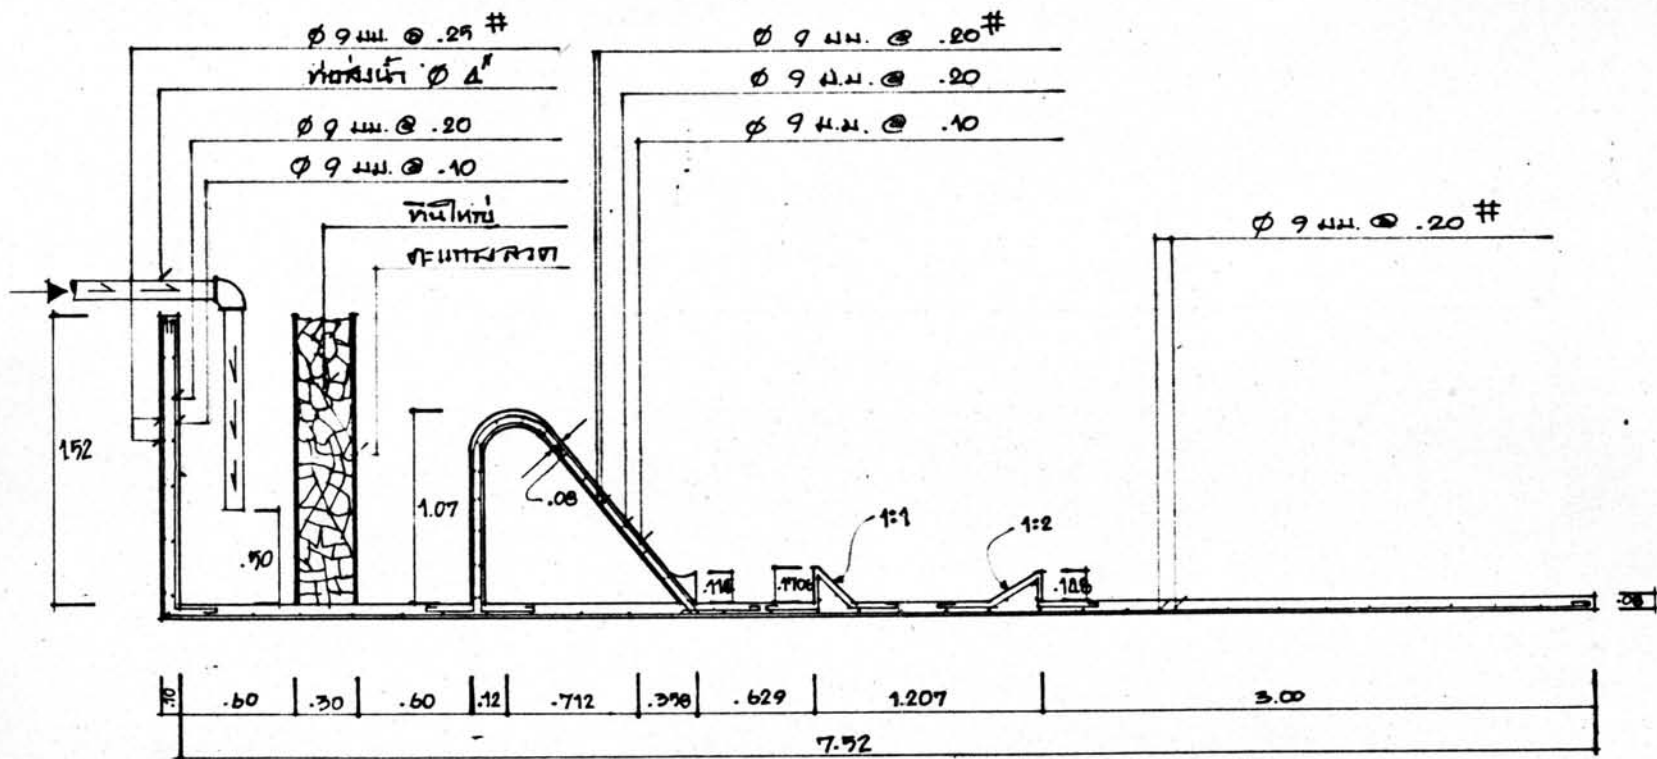 φ 9 มม. @ .25 #
ท่อส่งน้ำ φ 4"
φ 9 มม. @ .20
φ 9 มม. @ .10
หินใหญ่
ตะแกรงลวด
φ 9 มม. @ .20 #
φ 9 ม.ม. @ .20
φ 9 ม.ม. @ .10
φ 9 มม. @ .20 #
1.52
.50
1.07
.08
1:1
1:2
.08
.10 .60 .30 .60 .12 .712 .358 .629 1.207 3.00
7.52